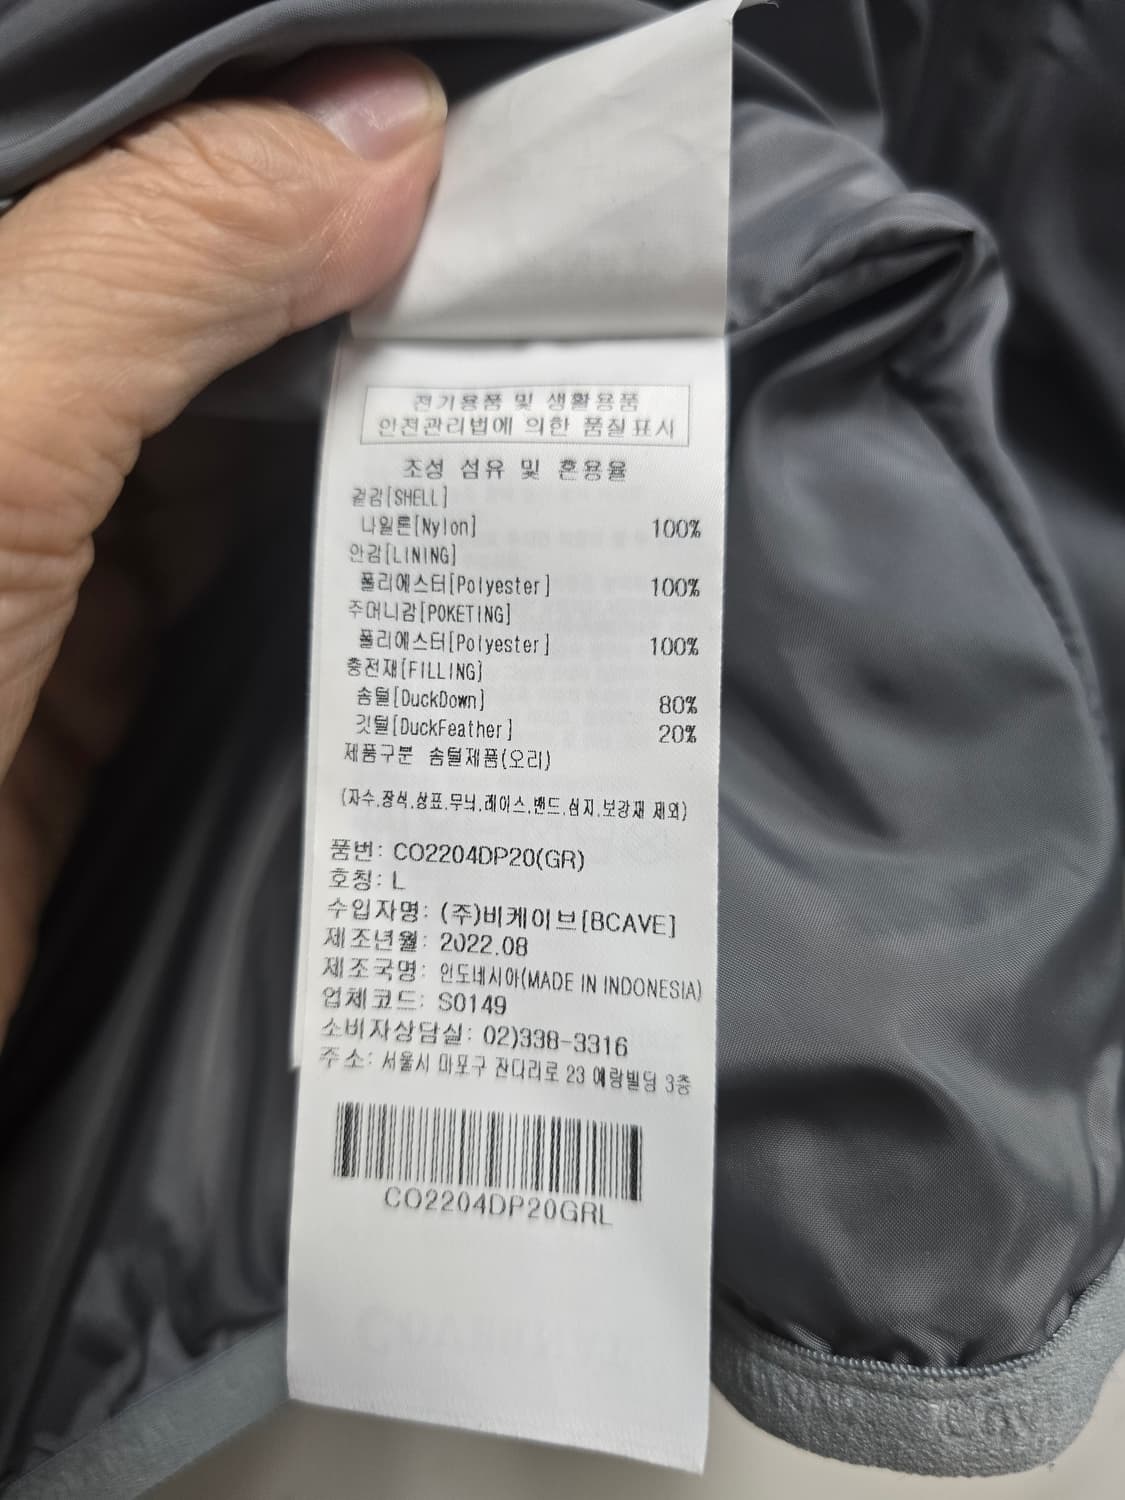 전기용품 및 생활용품
안전관리법에 의한 품질표시
조성 섬유 및 혼용율
겉감[SHELL]
나일론[Nylon] 100%
안감[LINING]
폴리에스터[Polyester] 100%
주머니감[POKETING]
폴리에스터[Polyester] 100%
충전재[FILLING]
솜털[DuckDown] 80%
깃털[DuckFeather] 20%
제품구분 솜털제품(오리)
(자수,장식,상표,무늬,레이스,밴드,심지,보강재 제외)
품번: CO2204DP20(GR)
호칭: L
수입자명: (주)비케이브[BCAVE]
제조년월: 2022.08
제조국명: 인도네시아(MADE IN INDONESIA)
업체코드: S0149
소비자상담실: 02)338-3316
주소: 서울시 마포구 잔다리로 23 예랑빌딩 3층
CO2204DP20GRL